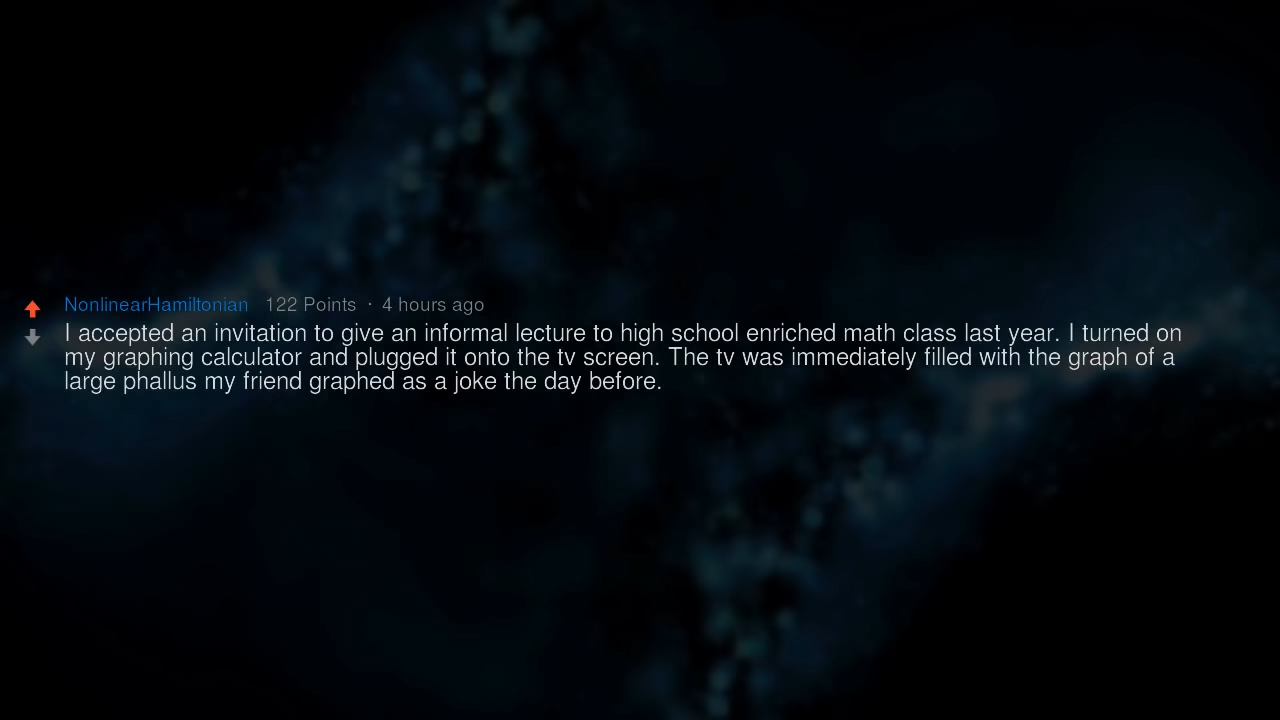 NonlinearHamiltonian 122 Points · 4 hours ago
I accepted an invitation to give an informal lecture to high school enriched math class last year. I turned on
my graphing calculator and plugged it onto the tv screen. The tv was immediately filled with the graph of a
large phallus my friend graphed as a joke the day before.